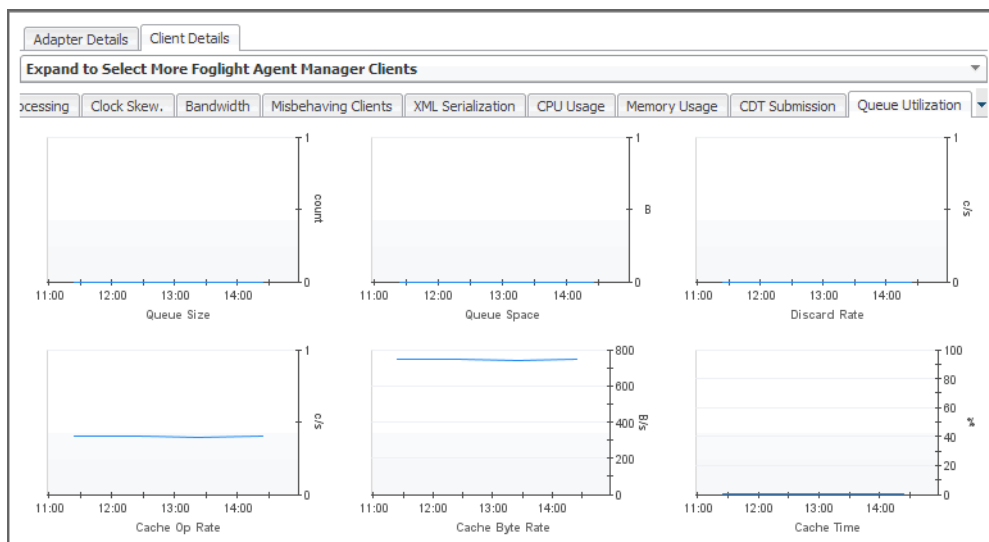 Adapter Details Client Details
Expand to Select More Foglight Agent Manager Clients
ocessing Clock Skew. Bandwidth Misbehaving Clients XML Serialization CPU Usage Memory Usage CDT Submission Queue Utilization
1
count
0
11:00 12:00 13:00 14:00
Queue Size
1
B
0
11:00 12:00 13:00 14:00
Queue Space
1
c/s
0
11:00 12:00 13:00 14:00
Discard Rate
1
c/s
0
11:00 12:00 13:00 14:00
Cache Op Rate
800
600
400
B/s
200
0
11:00 12:00 13:00 14:00
Cache Byte Rate
100
80
60
%
40
20
0
11:00 12:00 13:00 14:00
Cache Time